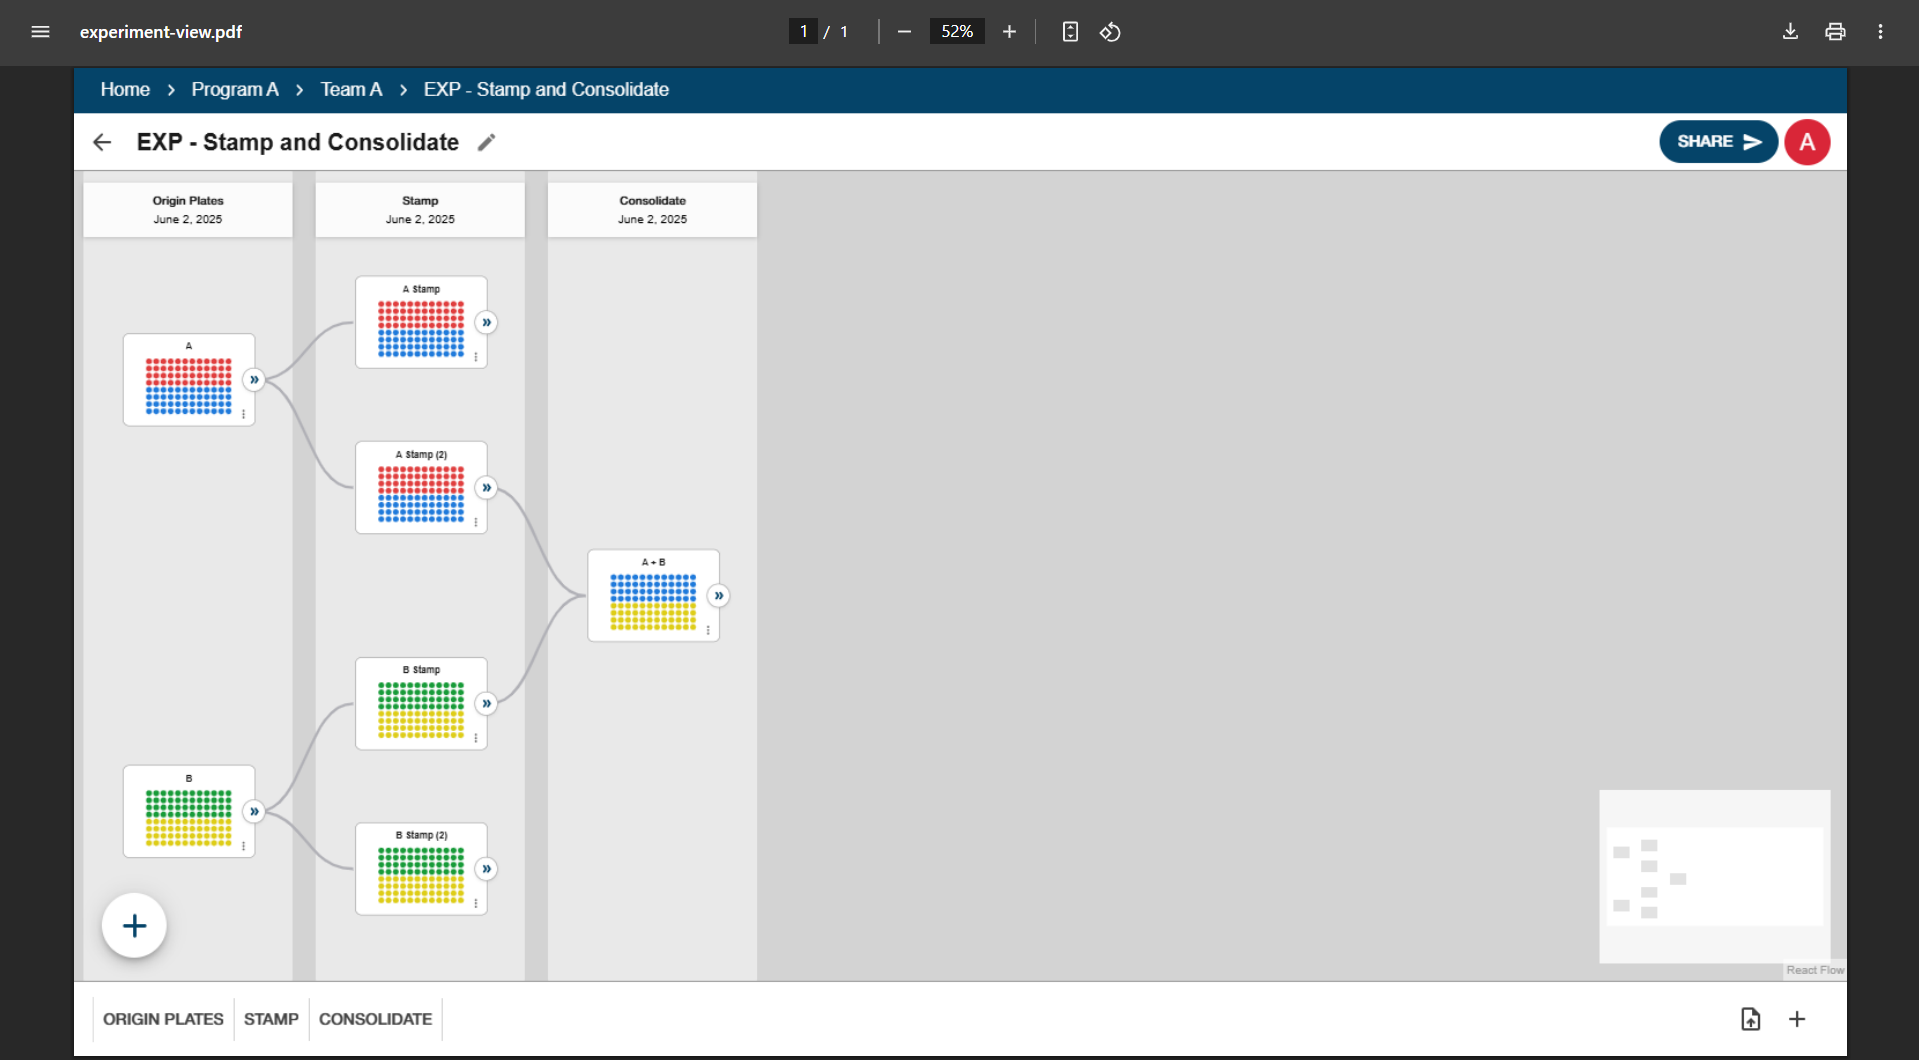 experiment-view.pdf
1 / 1
52%
Home > Program A > Team A > EXP - Stamp and Consolidate
EXP - Stamp and Consolidate
SHARE
A
Origin Plates
June 2, 2025
Stamp
June 2, 2025
Consolidate
June 2, 2025
A Stamp
A
A Stamp (2)
A + B
B Stamp
B
B Stamp (2)
React Flow
ORIGIN PLATES
STAMP
CONSOLIDATE